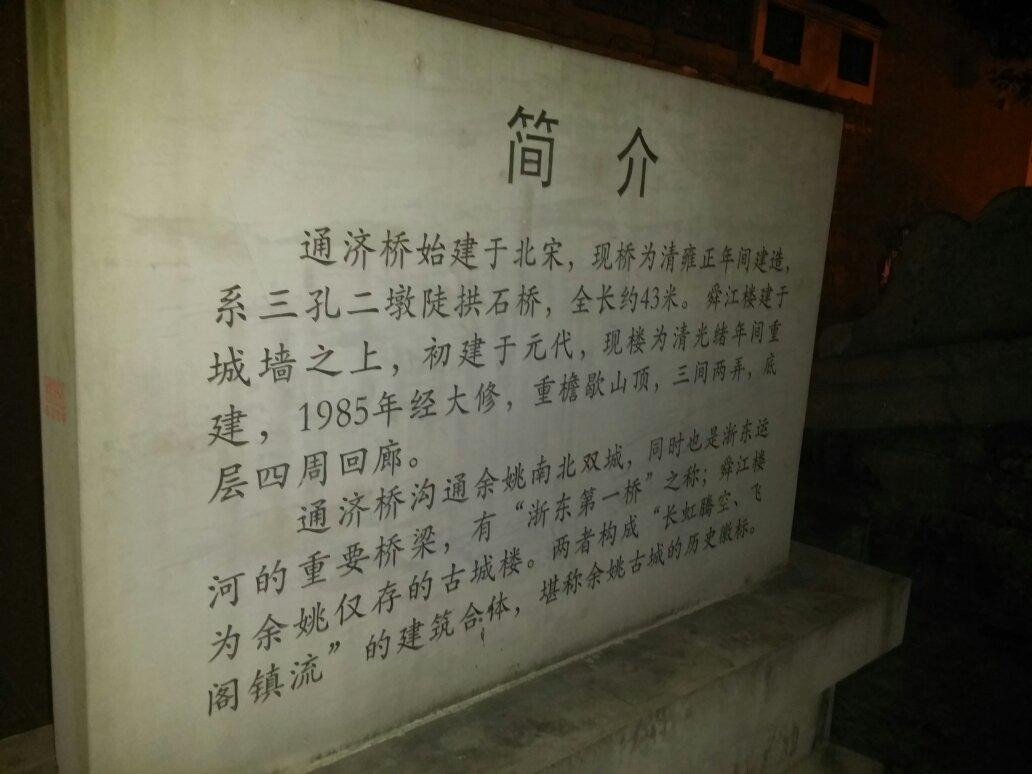 简介
通济桥始建于北宋，现桥为清雍正年间建造，
系三孔二墩陡拱石桥，全长约43米。舜江楼建于
城墙之上，初建于元代，现楼为清光绪年间重
建，1985年经大修，重檐歇山顶，三间两弄，底
层四周回廊。
通济桥沟通余姚南北双城，同时也是浙东运
河的重要桥梁，有“浙东第一桥”之称；舜江楼
为余姚仅存的古城楼。两者构成“长虹腾空、飞
阁镇流”的建筑合体，堪称余姚古城的历史徽标。